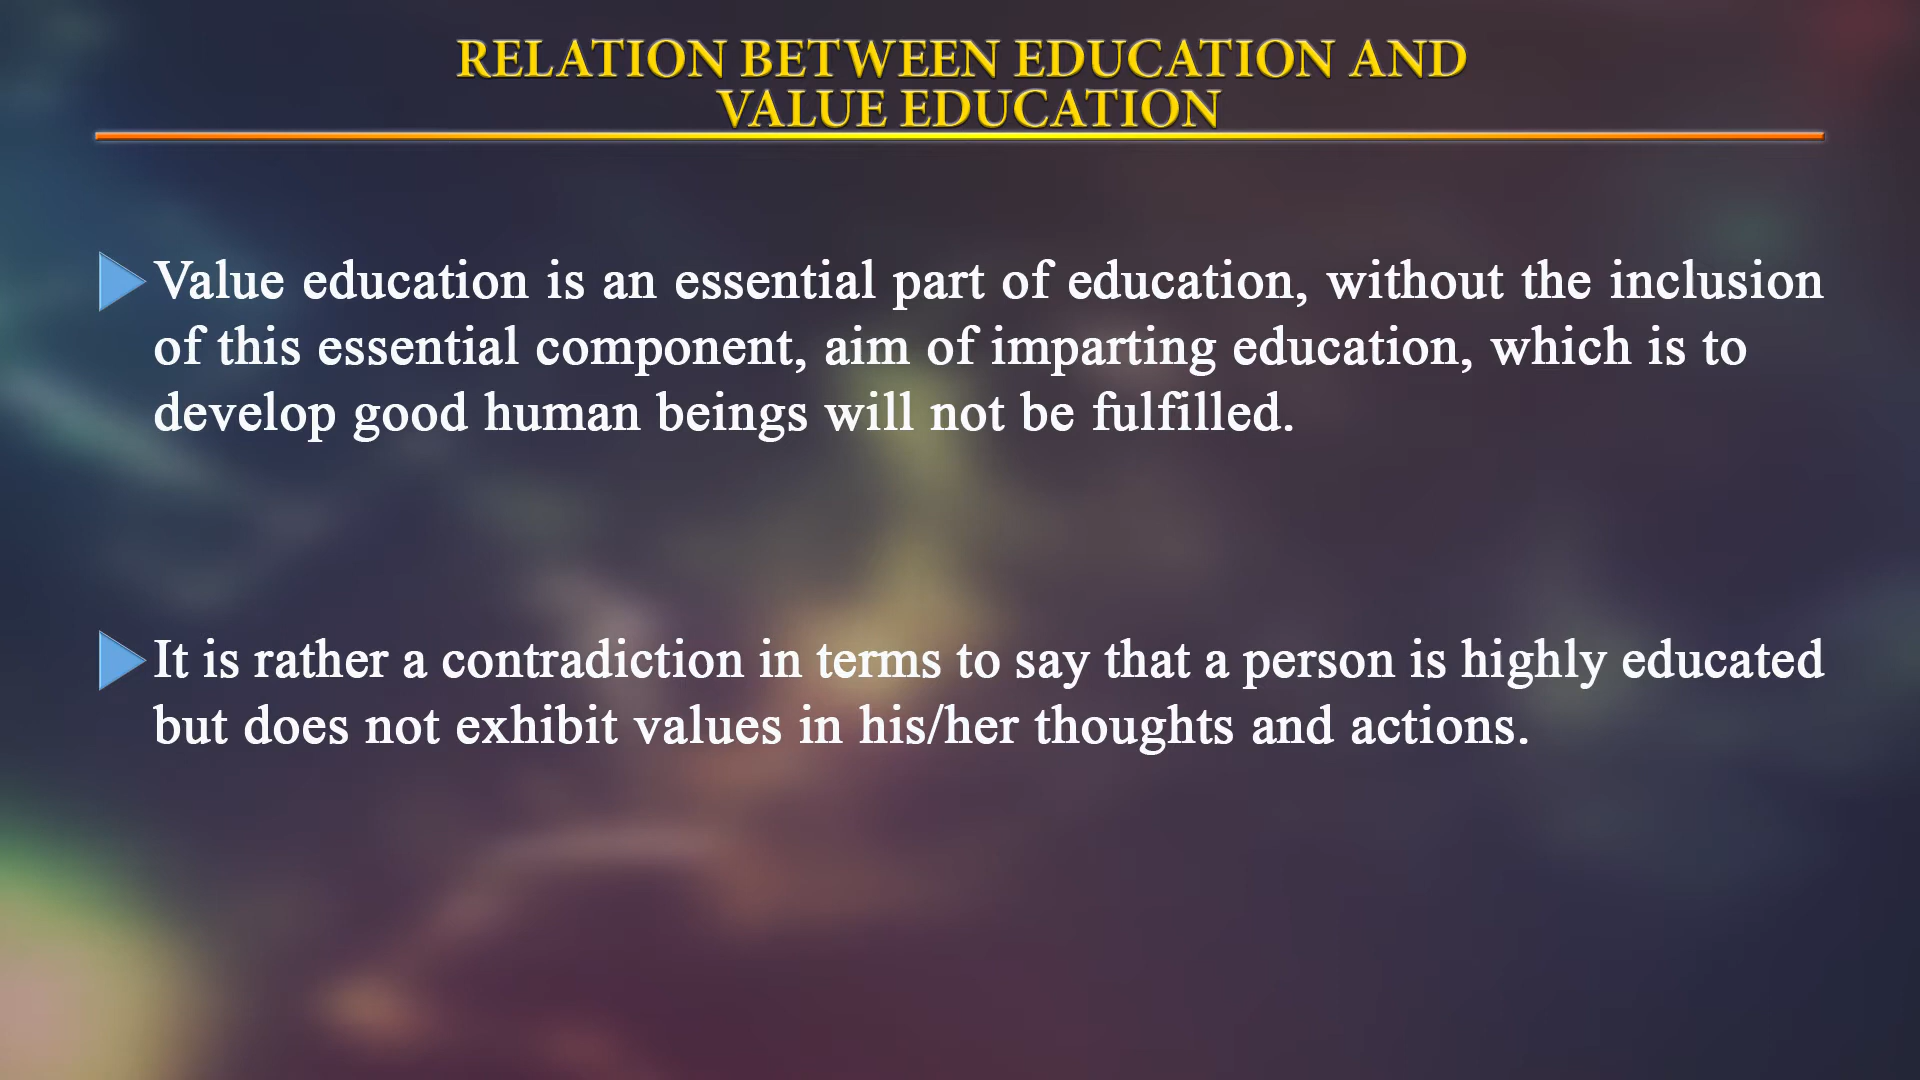 RELATION BETWEEN EDUCATION AND
VALUE EDUCATION
Value education is an essential part of education, without the inclusion
of this essential component, aim of imparting education, which is to
develop good human beings will not be fulfilled.
It is rather a contradiction in terms to say that a person is highly educated
but does not exhibit values in his/her thoughts and actions.